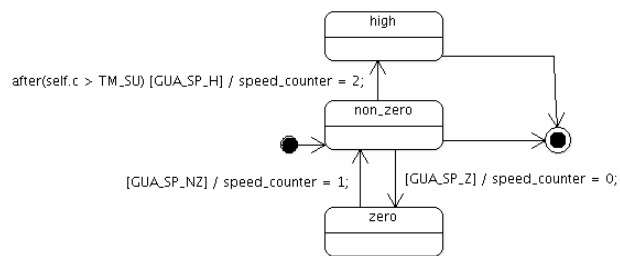 high
after(self.c > TM_SU) [GUA_SP_H] / speed_counter = 2;
non_zero
[GUA_SP_NZ] / speed_counter = 1;
[GUA_SP_Z] / speed_counter = 0;
zero